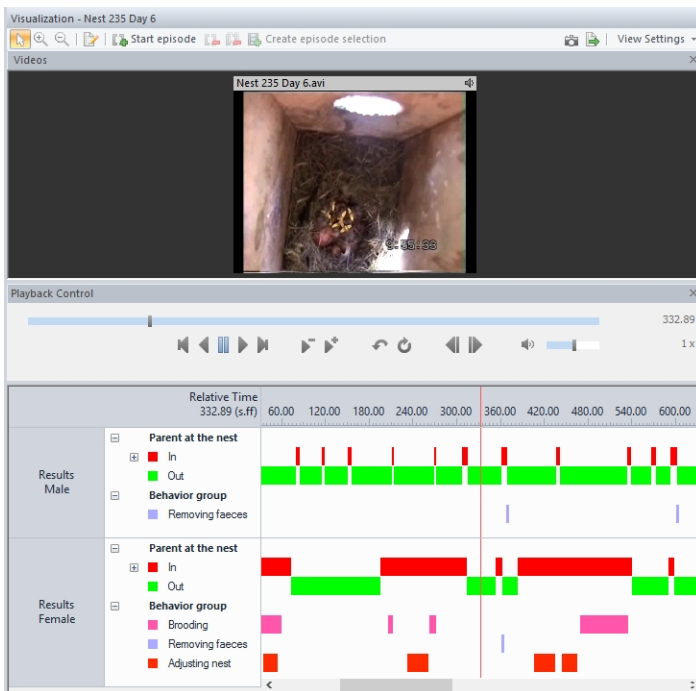 Visualization - Nest 235 Day 6
Start episode Create episode selection View Settings
Videos
Nest 235 Day 6.avi
9:35:33
Playback Control
332.89
1 x
Relative Time
332.89 (s.ff) 60.00 120.00 180.00 240.00 300.00 360.00 420.00 480.00 540.00 600.00
Results
Male
Parent at the nest
In
Out
Behavior group
Removing faeces
Results
Female
Parent at the nest
In
Out
Behavior group
Brooding
Removing faeces
Adjusting nest